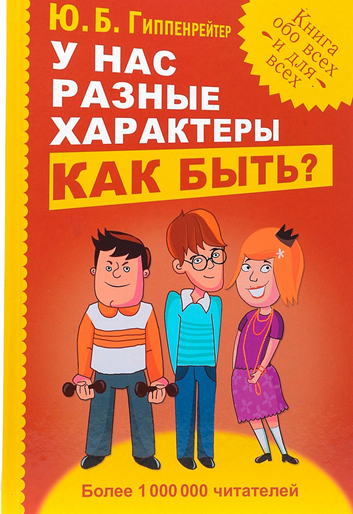 Ю. Б. Гиппенрейтер
Книга
обо всех
и для
всех
У НАС
РАЗНЫЕ
ХАРАКТЕРЫ
КАК БЫТЬ?
Более 1 000 000 читателей